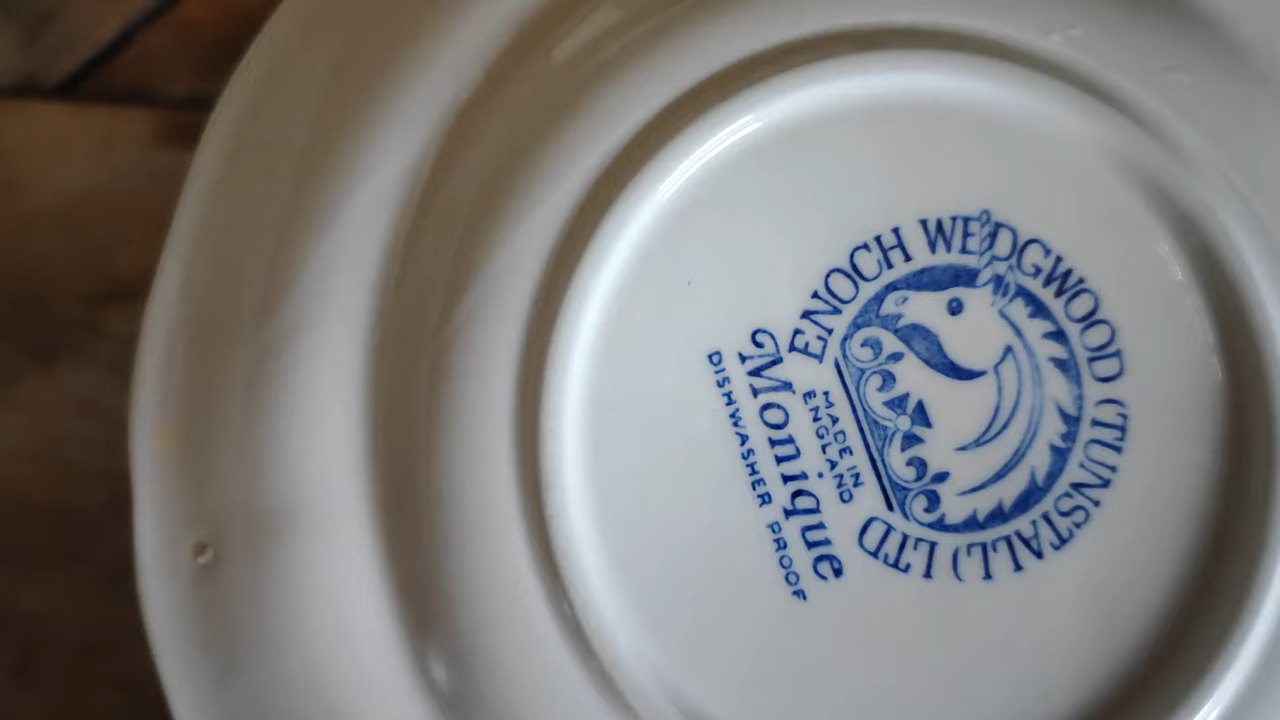 ENOCH WEDGWOOD (TUNSTALL) LTD
MADE IN
ENGLAND
Monique
DISHWASHER PROOF